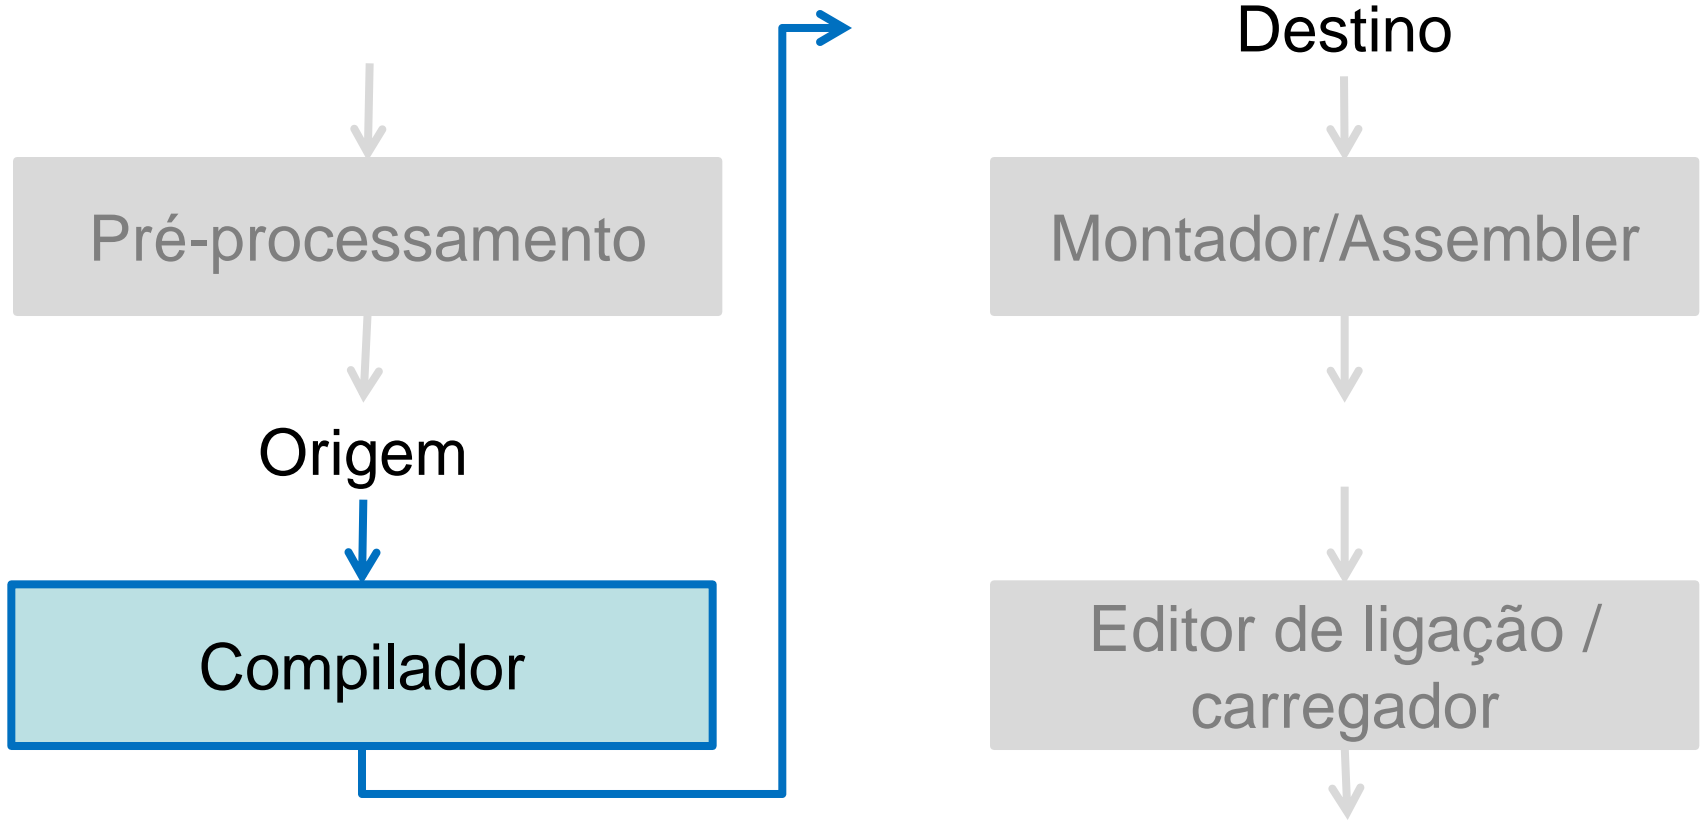 Destino
Pré-processamento
Montador/Assembler
Origem
Compilador
Editor de ligação /
carregador